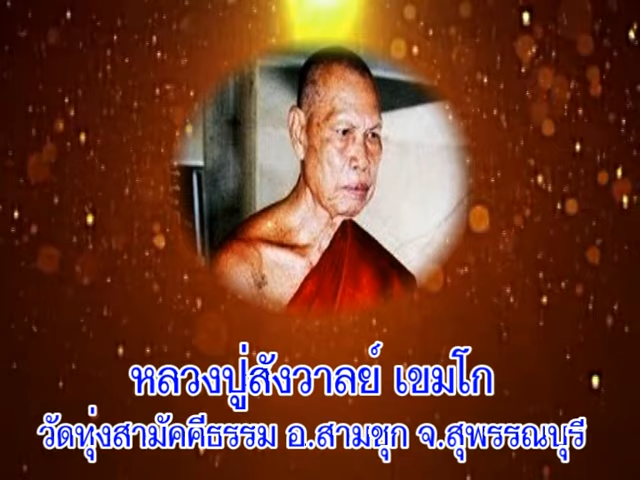 หลวงปู่สังวาลย์ เขมโก
วัดทุ่งสามัคคีธรรม อ.สามชุก จ.สุพรรณบุรี